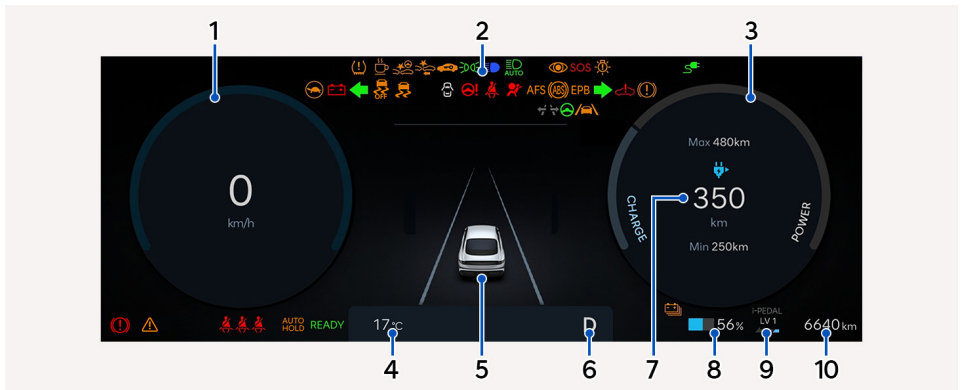 1
2
3
SOS
AUTO
OFF
AFS
ABS
EPB
Max 480km
0
km/h
350
km
Min 250km
CHARGE
POWER
AUTO
HOLD
READY
17°C
D
56%
i-PEDAL
LV 1
6640 km
4
5
6
7
8
9
10